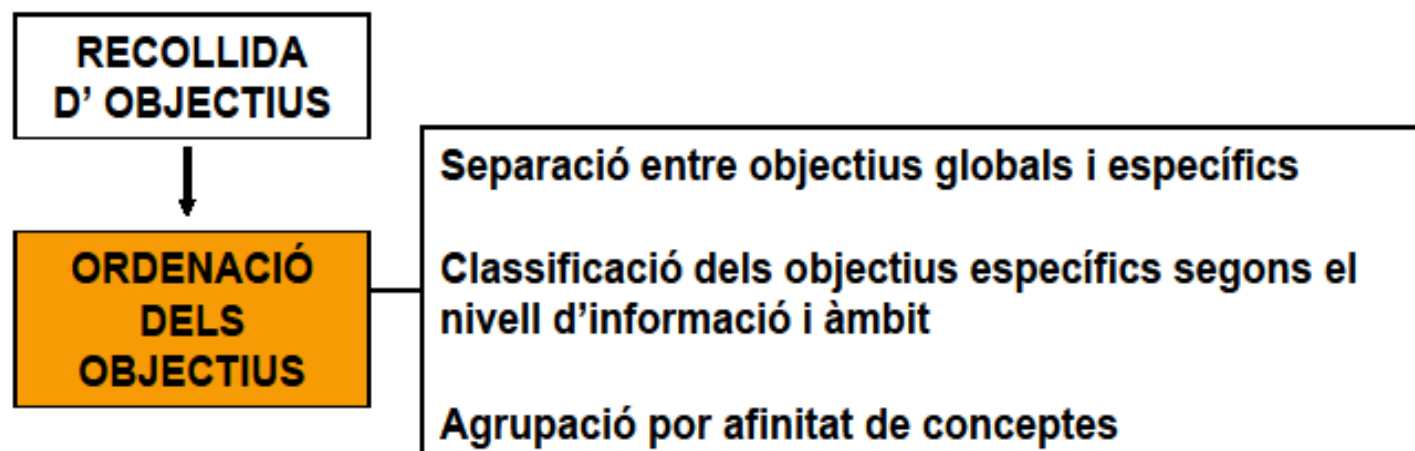 RECOLLIDA
D' OBJECTIUS
ORDENACIÓ
DELS
OBJECTIUS
Separació entre objectius globals i específics
Classificació dels objectius específics segons el
nivell d’informació i àmbit
Agrupació por afinitat de conceptes